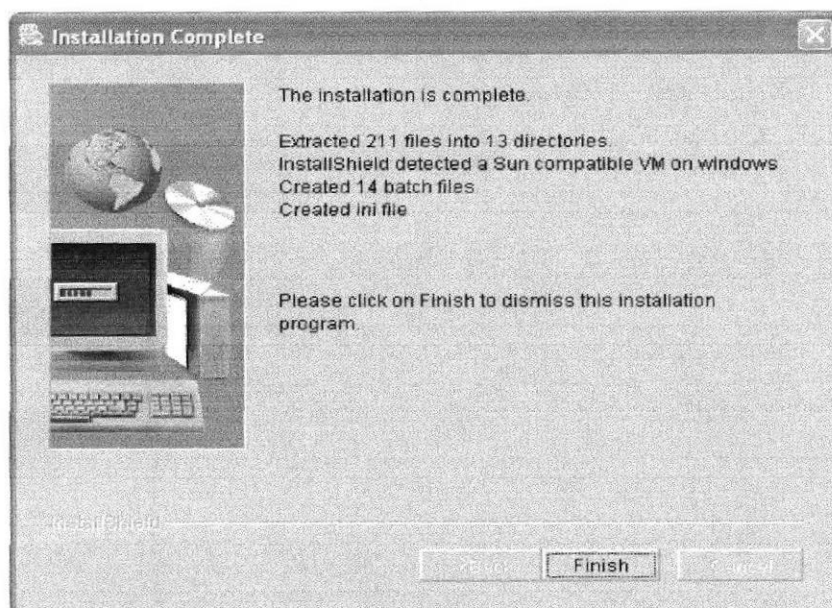 Installation Complete
The installation is complete.
Extracted 211 files into 13 directories.
InstallShield detected a Sun compatible VM on windows
Created 14 batch files
Created ini file
Please click on Finish to dismiss this installation
program.
InstallShield
Finish
Cancel